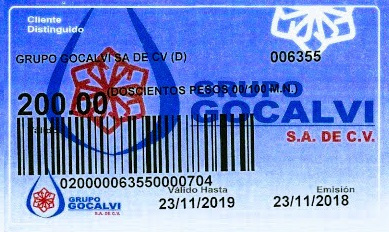 Cliente
Distinguido
GRUPO GOCALVI SA DE CV (D) 006355
GRUPO
200.00 (DOSCIENTOS PESOS 00/100 M.N.)
GOCALVI
Valido
S.A. DE C.V.
020000063550000704
Válido Hasta Emisión
GRUPO
GOCALVI
S.A. DE C.V.
23/11/2019 23/11/2018